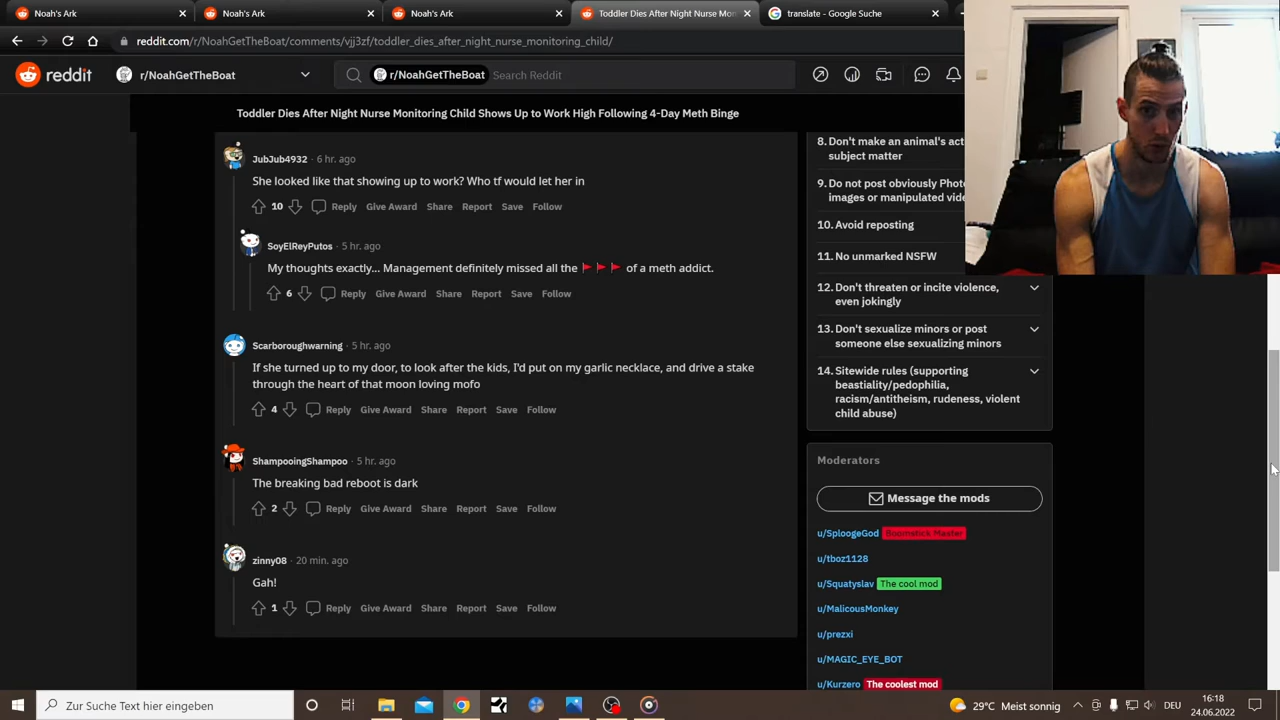 Noah's Ark
Noah's Ark
Noah's Ark
Toddler Dies After Night Nurse Mon
translate - Google Suche
reddit.com/r/NoahGetTheBoat/comments/vjj5zf/toddler_dies_after_night_nurse_monitoring_child/
reddit
r/NoahGetTheBoat
r/NoahGetTheBoat Search Reddit
Toddler Dies After Night Nurse Monitoring Child Shows Up to Work High Following 4-Day Meth Binge
JubJub4932 · 6 hr. ago
She looked like that showing up to work? Who tf would let her in
10 Reply Give Award Share Report Save Follow
SoyElReyPutos · 5 hr. ago
My thoughts exactly... Management definitely missed all the 🚩🚩🚩 of a meth addict.
6 Reply Give Award Share Report Save Follow
Scarboroughwarning · 5 hr. ago
If she turned up to my door, to look after the kids, I'd put on my garlic necklace, and drive a stake
through the heart of that moon loving mofo
4 Reply Give Award Share Report Save Follow
ShampooingShampoo · 5 hr. ago
The breaking bad reboot is dark
2 Reply Give Award Share Report Save Follow
zinny08 · 20 min. ago
Gah!
1 Reply Give Award Share Report Save Follow
8. Don't make an animal's act
subject matter
9. Do not post obviously Phot
images or manipulated vide
10. Avoid reposting
11. No unmarked NSFW
12. Don't threaten or incite violence,
even jokingly
13. Don't sexualize minors or post
someone else sexualizing minors
14. Sitewide rules (supporting
beastiality/pedophilia,
racism/antitheism, rudeness, violent
child abuse)
Moderators
Message the mods
u/SploogeGod Boomstick Master
u/tboz1128
u/Squatyslav The cool mod
u/MalicousMonkey
u/prezxi
u/MAGIC_EYE_BOT
u/Kurzero The coolest mod
Zur Suche Text hier eingeben
29°C Meist sonnig
DEU
16:18
24.06.2022